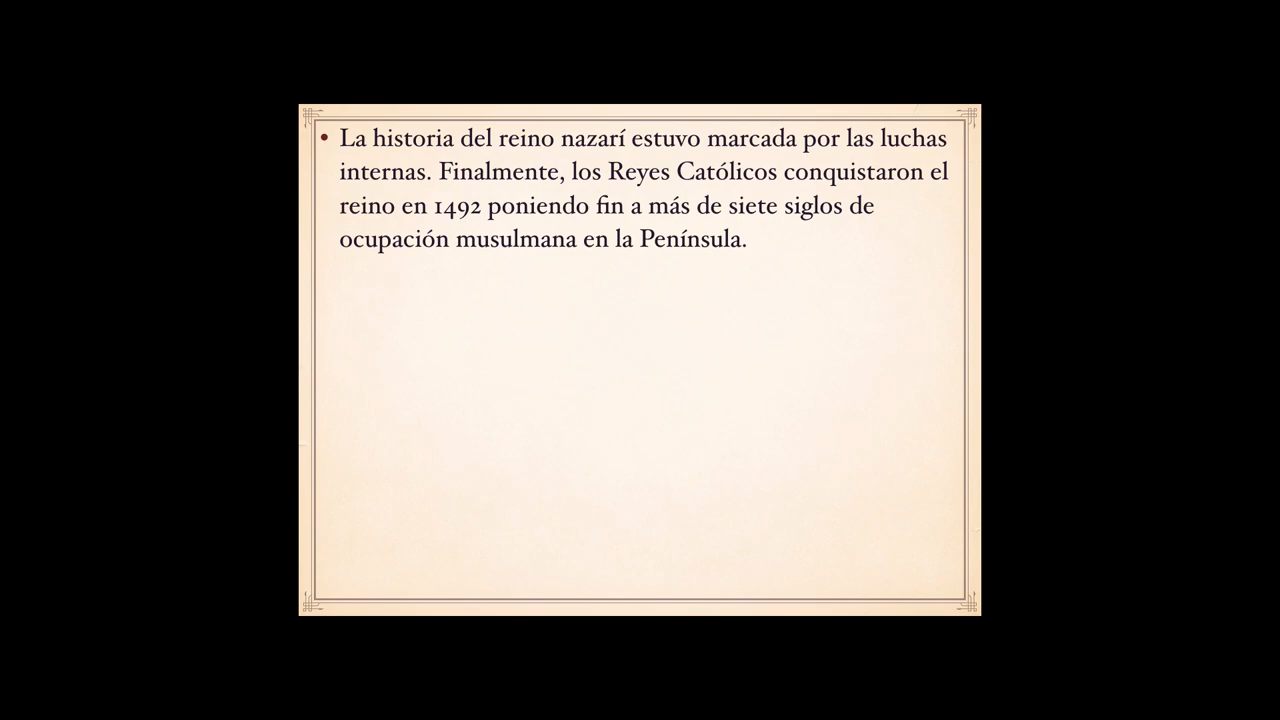 • La historia del reino nazarí estuvo marcada por las luchas
internas. Finalmente, los Reyes Católicos conquistaron el
reino en 1492 poniendo fin a más de siete siglos de
ocupación musulmana en la Península.